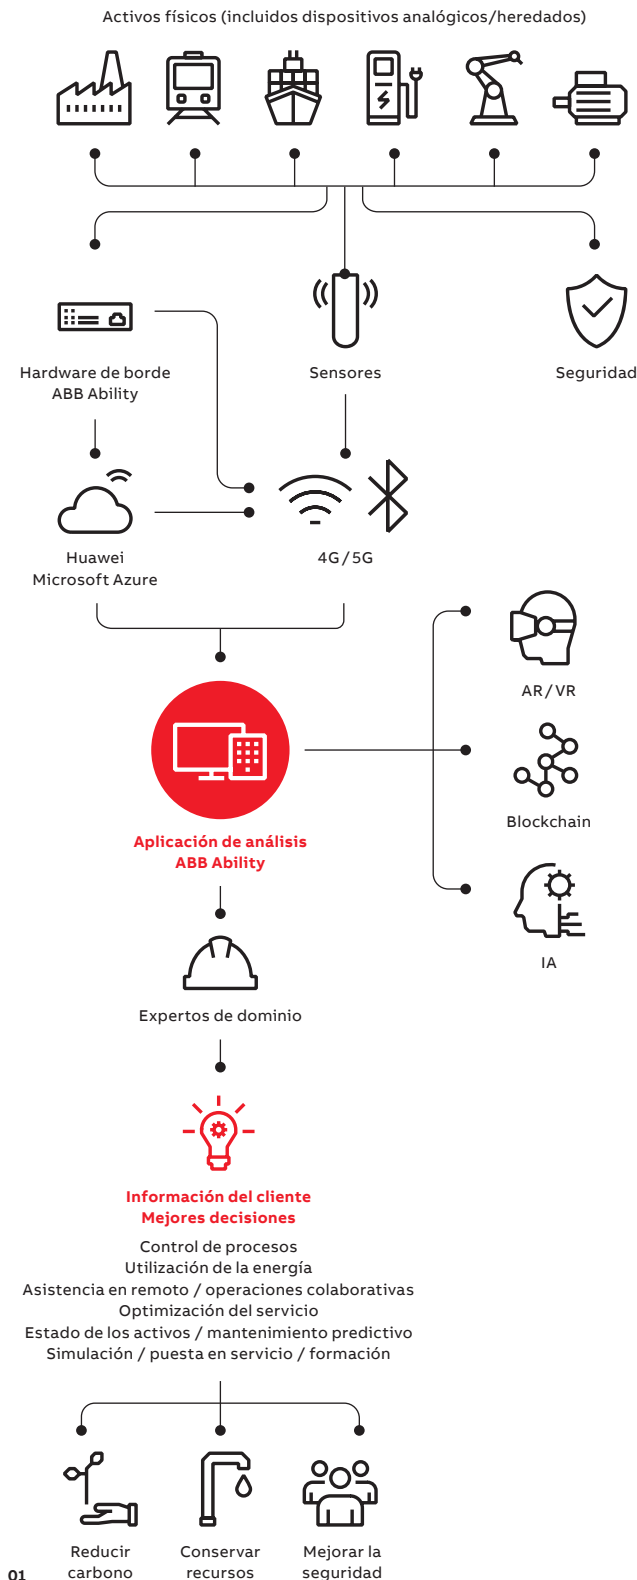 Activos físicos (incluidos dispositivos analógicos/heredados)
Hardware de borde
ABB Ability
Sensores
Seguridad
Huawei
Microsoft Azure
4G/5G
AR/VR
Blockchain
IA
Aplicación de análisis
ABB Ability
Expertos de dominio
Información del cliente
Mejores decisiones
Control de procesos
Utilización de la energía
Asistencia en remoto / operaciones colaborativas
Optimización del servicio
Estado de los activos / mantenimiento predictivo
Simulación / puesta en servicio / formación
Reducir
carbono
Conservar
recursos
Mejorar la
seguridad
01